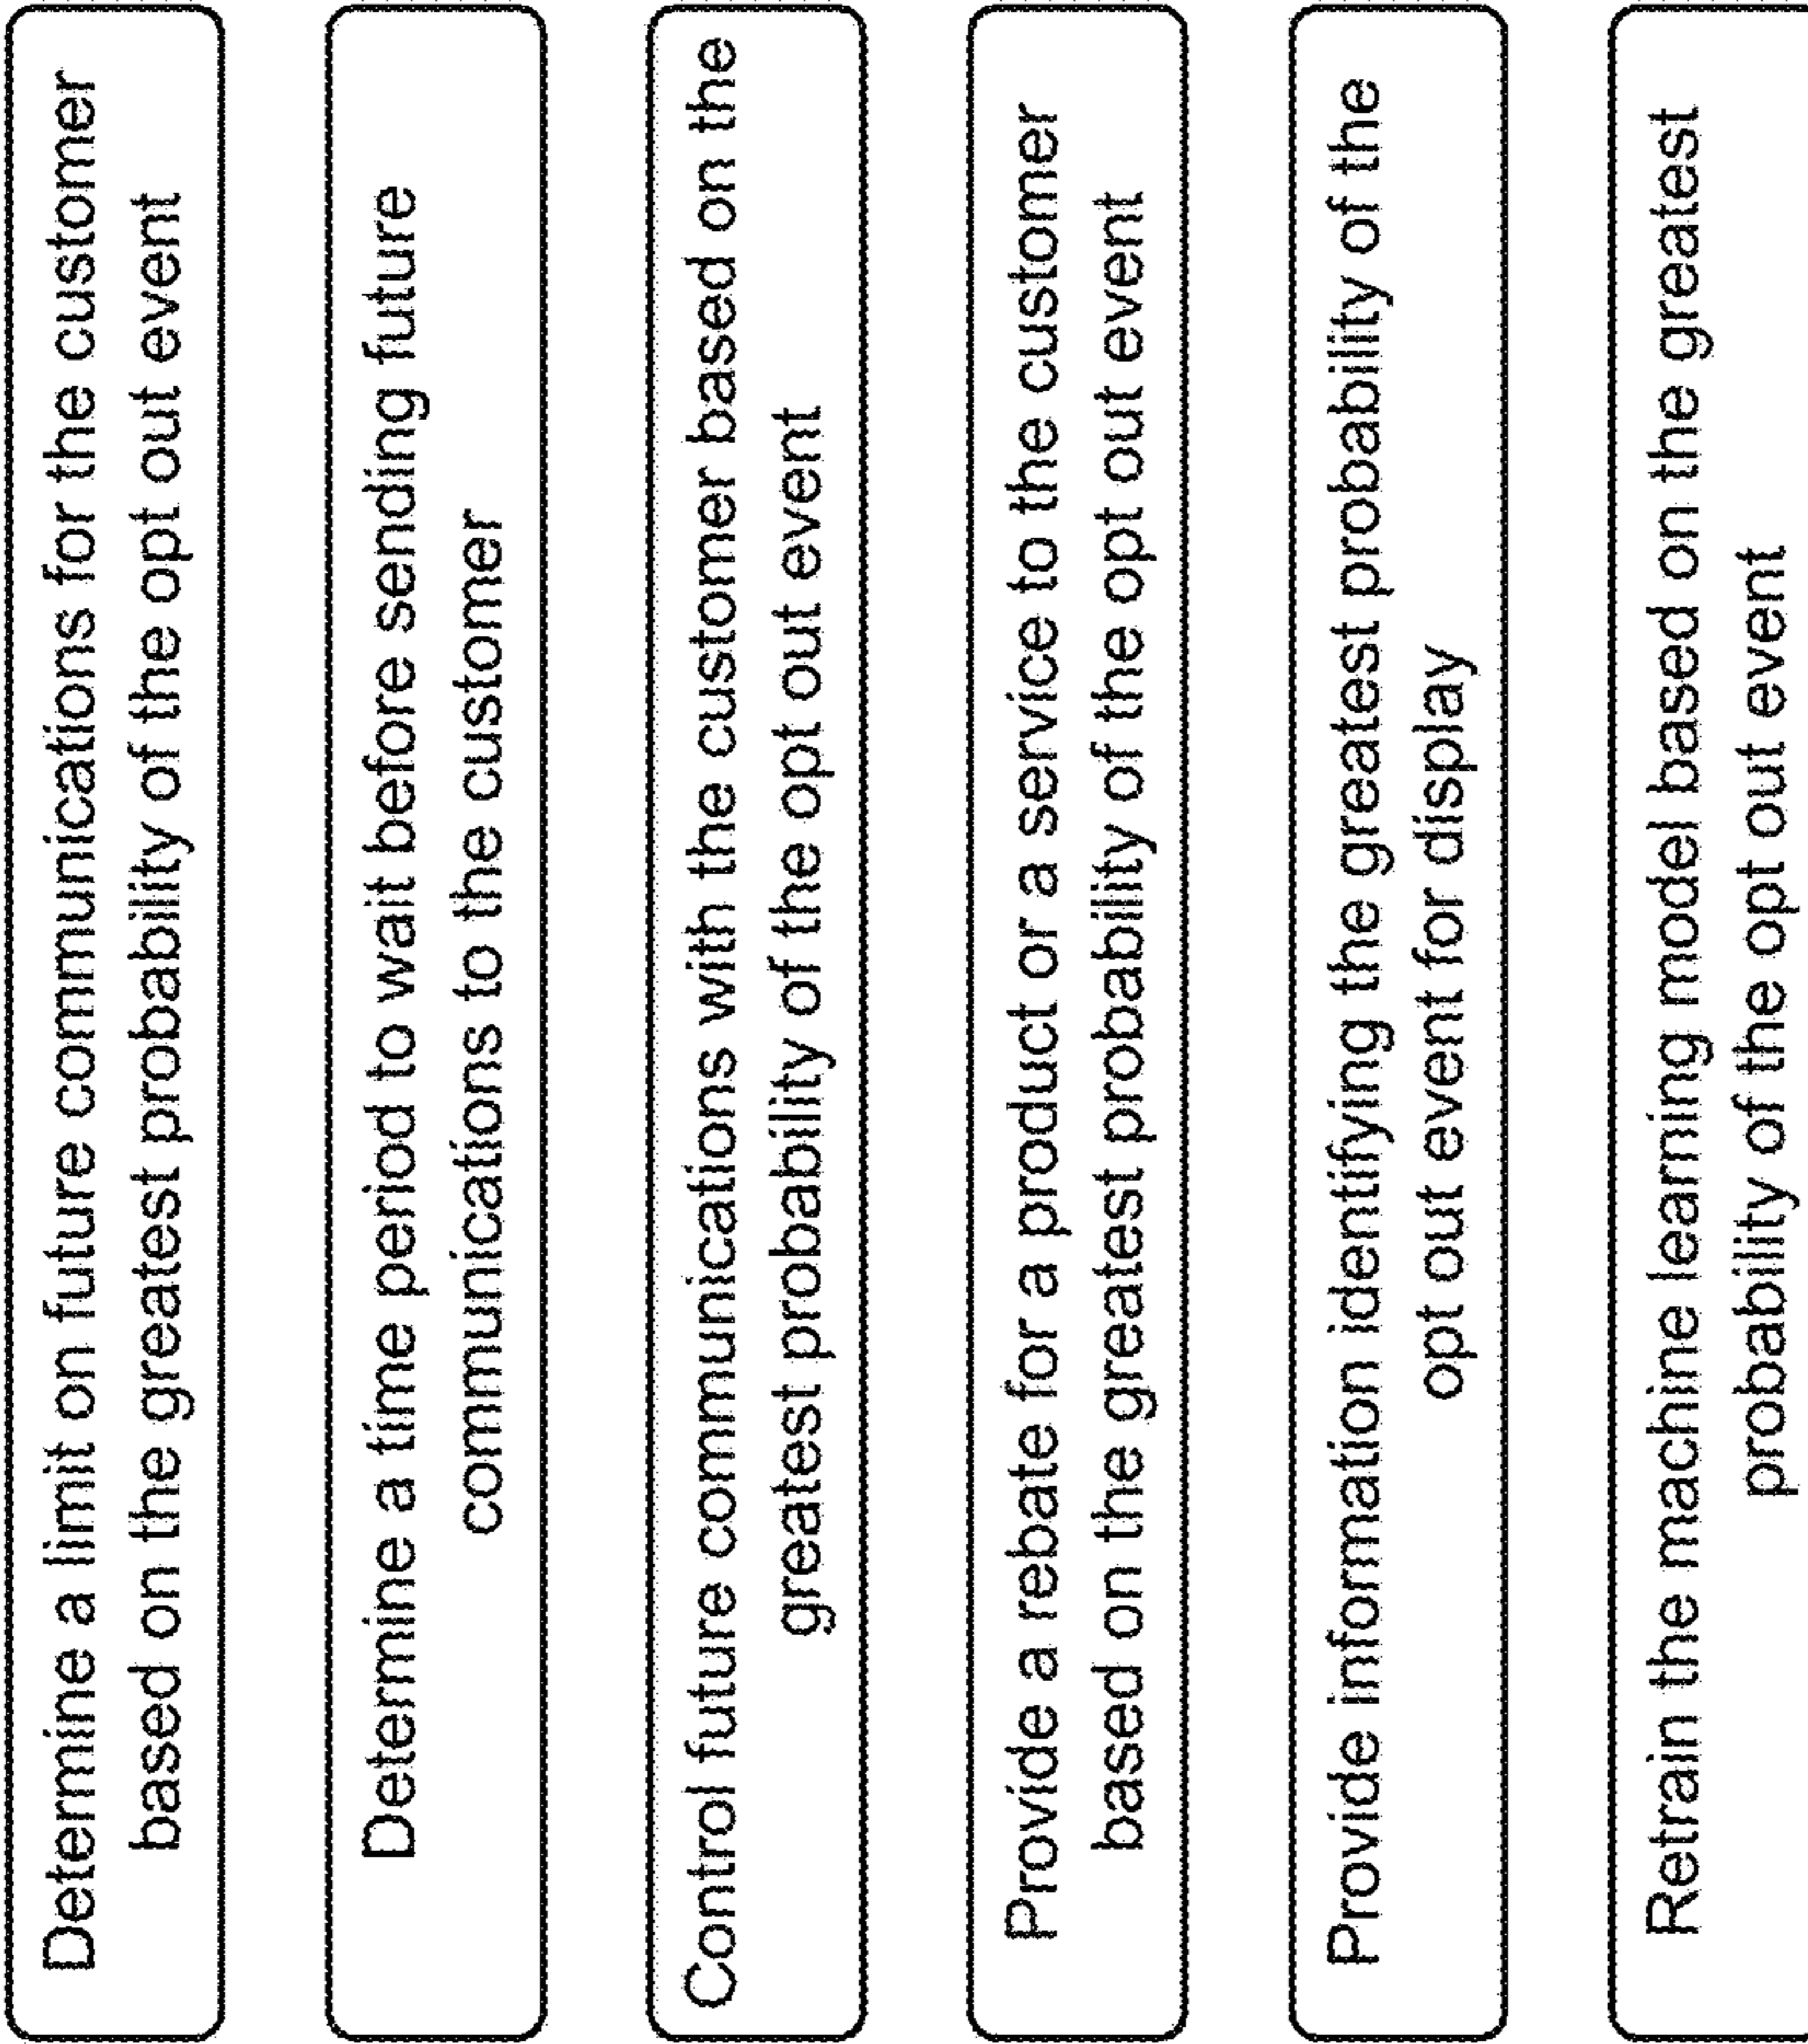 Determine a limit on future communications for the customer
based on the greatest probability of the opt out event
Determine a time period to wait before sending future
communications to the customer
Control future communications with the customer based on the
greatest probability of the opt out event
Provide a rebate for a product or a service to the customer
based on the greatest probability of the opt out event
Provide information identifying the greatest probability of the
opt out event for display
Retrain the machine learning model based on the greatest
probability of the opt out event